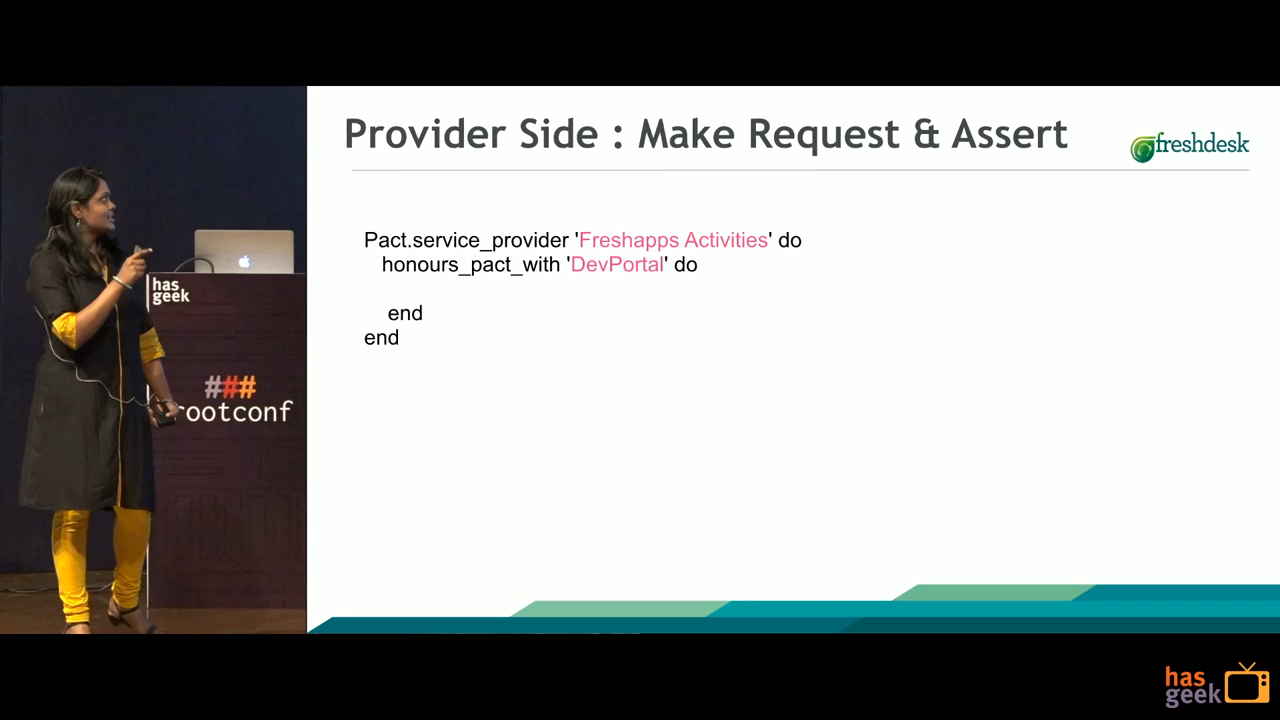 Provider Side : Make Request & Assert
freshdesk
Pact.service_provider 'Freshapps Activities' do
honours_pact_with 'DevPortal' do
end
end
has
geek
###
rootconf
has
geek